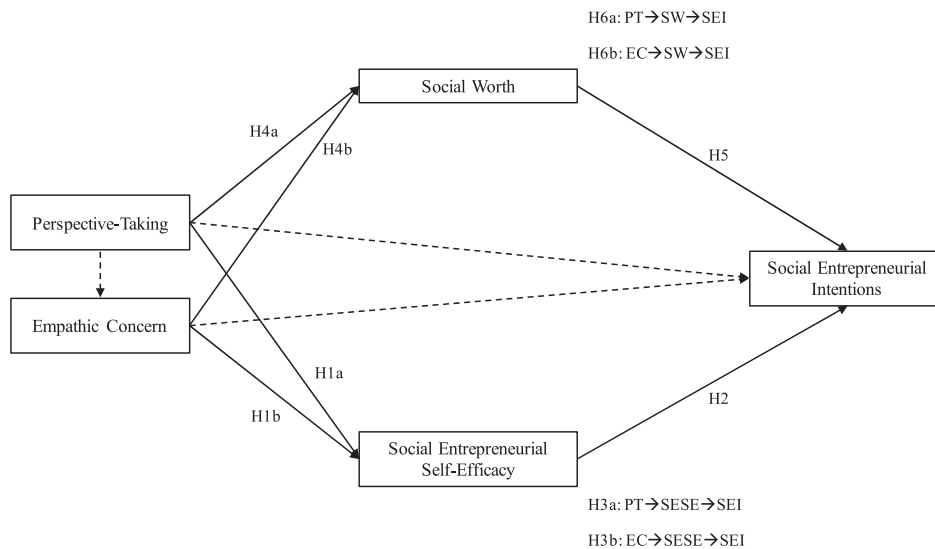 H6a: PT→SW→SEI
H6b: EC→SW→SEI
Social Worth
H4a
H4b
H5
Perspective-Taking
Social Entrepreneurial
Intentions
Empathic Concern
H1a
H1b
H2
Social Entrepreneurial
Self-Efficacy
H3a: PT→SESE→SEI
H3b: EC→SESE→SEI